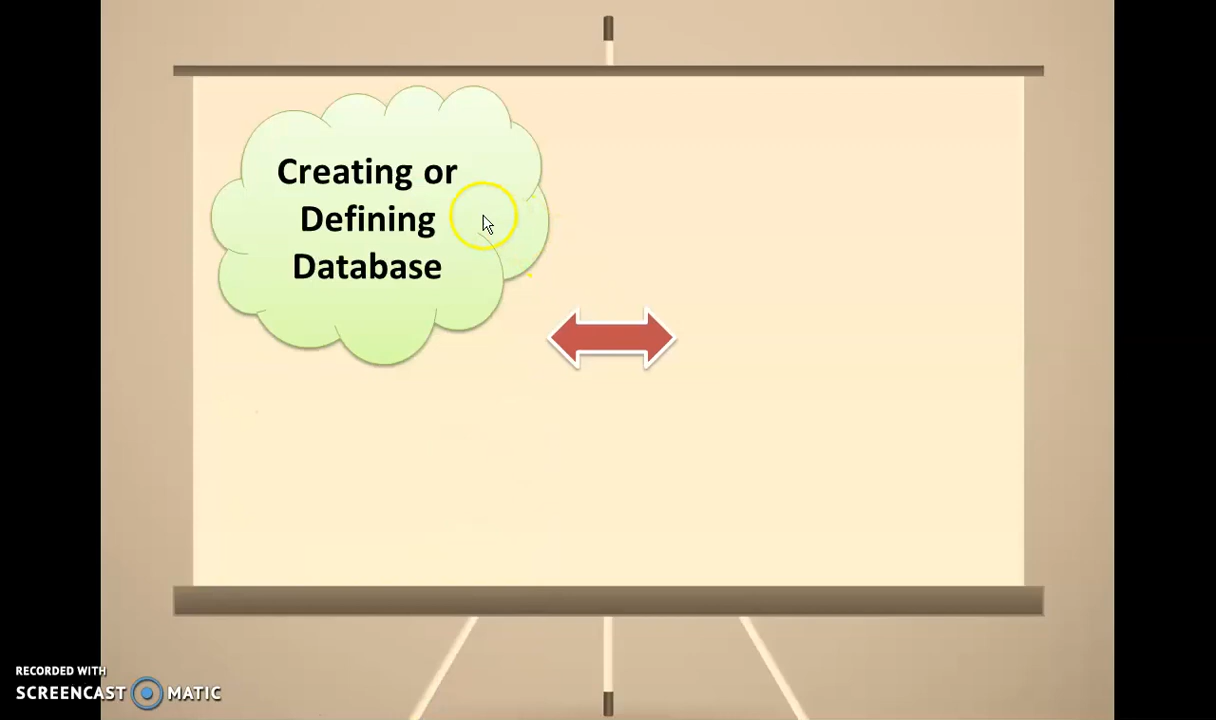 Creating or
Defining
Database
RECORDED WITH
SCREENCAST MATIC